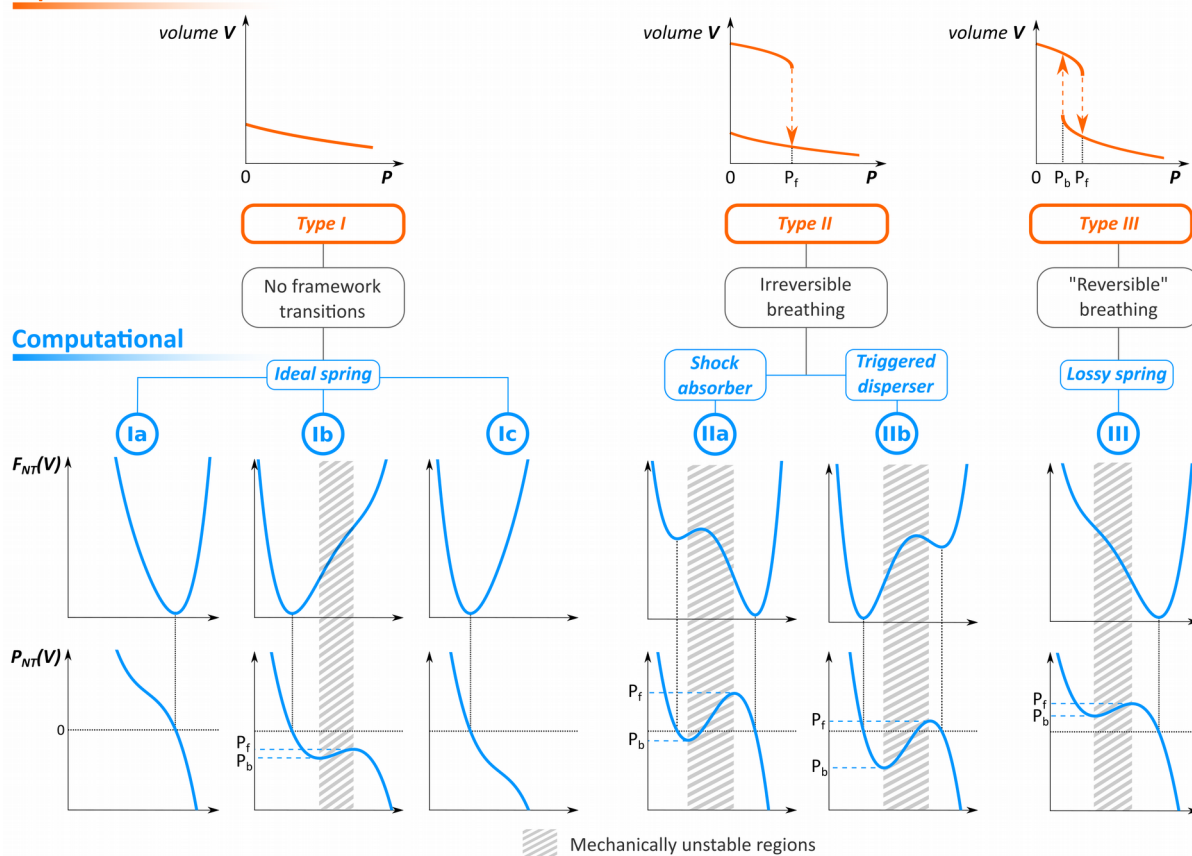 volume V
0
P
volume V
0
P_f
P
volume V
0
P_b
P_f
P
Type I
Type II
Type III
No framework
transitions
Irreversible
breathing
"Reversible"
breathing
Computational
Ideal spring
Shock
absorber
Triggered
disperser
Lossy spring
Ia
Ib
Ic
IIa
IIb
III
F_NT(V)
P_NT(V)
0
P_f
P_b
P_f
P_b
P_f
P_b
P_f
P_b
Mechanically unstable regions